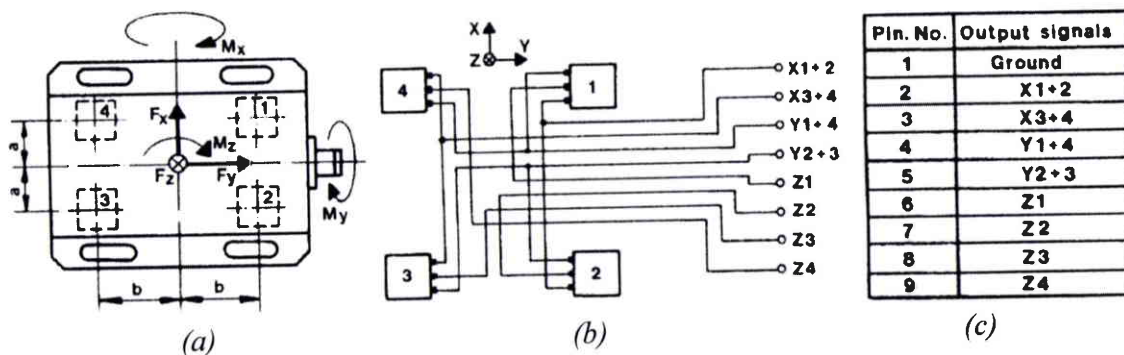 Mx
4
1
Fx
Mz
Fz
Fy
3
2
My
a
a
b
b
(a)
X
Z
Y
4
1
3
2
X1+2
X3+4
Y1+4
Y2+3
Z1
Z2
Z3
Z4
(b)
Pin. No. Output signals
1 Ground
2 X1+2
3 X3+4
4 Y1+4
5 Y2+3
6 Z1
7 Z2
8 Z3
9 Z4
(c)